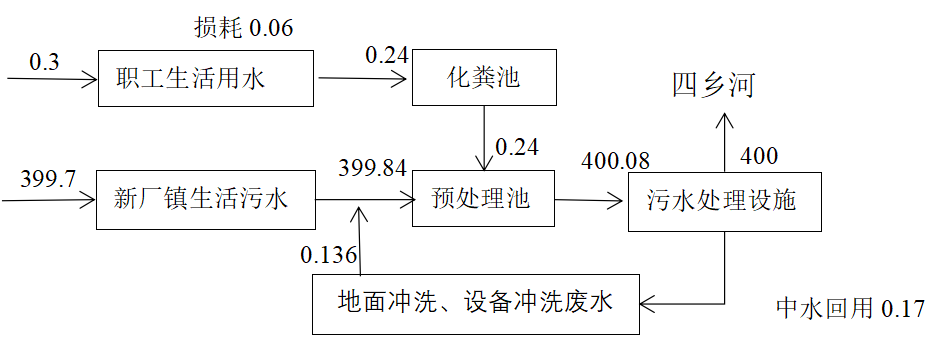 损耗 0.06
0.3
职工生活用水
0.24
化粪池
四乡河
0.24
399.7
新厂镇生活污水
399.84
预处理池
400.08
400
污水处理设施
0.136
地面冲洗、设备冲洗废水
中水回用 0.17